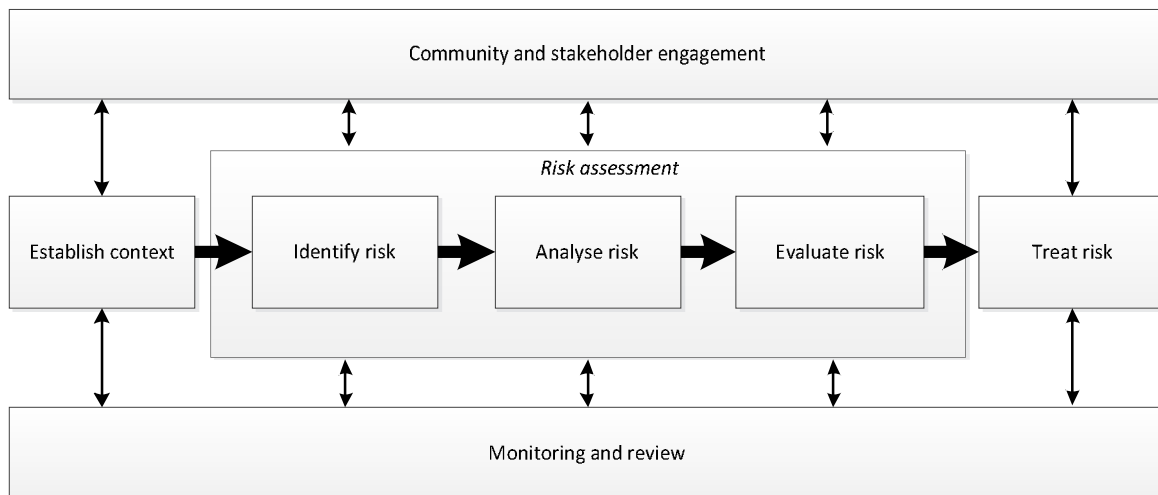 Community and stakeholder engagement
Risk assessment
Establish context
Identify risk
Analyse risk
Evaluate risk
Treat risk
Monitoring and review